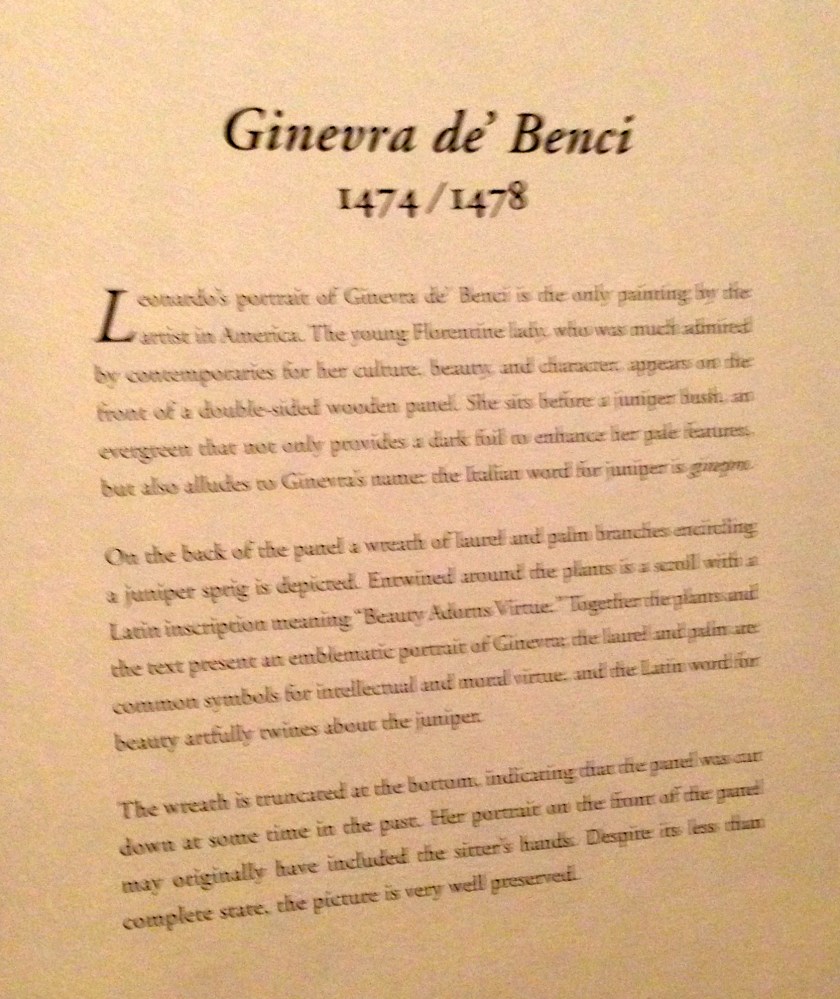 Ginevra de' Benci
1474/1478
Leonardo's portrait of Ginevra de' Benci is the only painting by the
artist in America. The young Florentine lady, who was much admired
by contemporaries for her culture, beauty, and character, appears on the
front of a double-sided wooden panel. She sits before a juniper bush, an
evergreen that not only provides a dark foil to enhance her pale features,
but also alludes to Ginevra's name: the Italian word for juniper is ginepro.
On the back of the panel a wreath of laurel and palm branches encircling
a juniper sprig is depicted. Entwined around the plants is a scroll with a
Latin inscription meaning “Beauty Adorns Virtue.” Together the plants and
the text present an emblematic portrait of Ginevra; the laurel and palm are
common symbols for intellectual and moral virtue, and the Latin word for
beauty artfully twines about the juniper.
The wreath is truncated at the bottom, indicating that the panel was cut
down at some time in the past. Her portrait on the front of the panel
may originally have included the sitter's hands. Despite its less than
complete state, the picture is very well preserved.